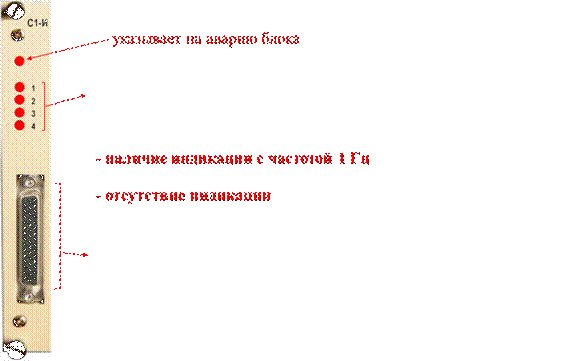 С1-И
указывает на аварию блока
1
2
3
4
- наличие индикации с частотой 1 Гц
- отсутствие индикации